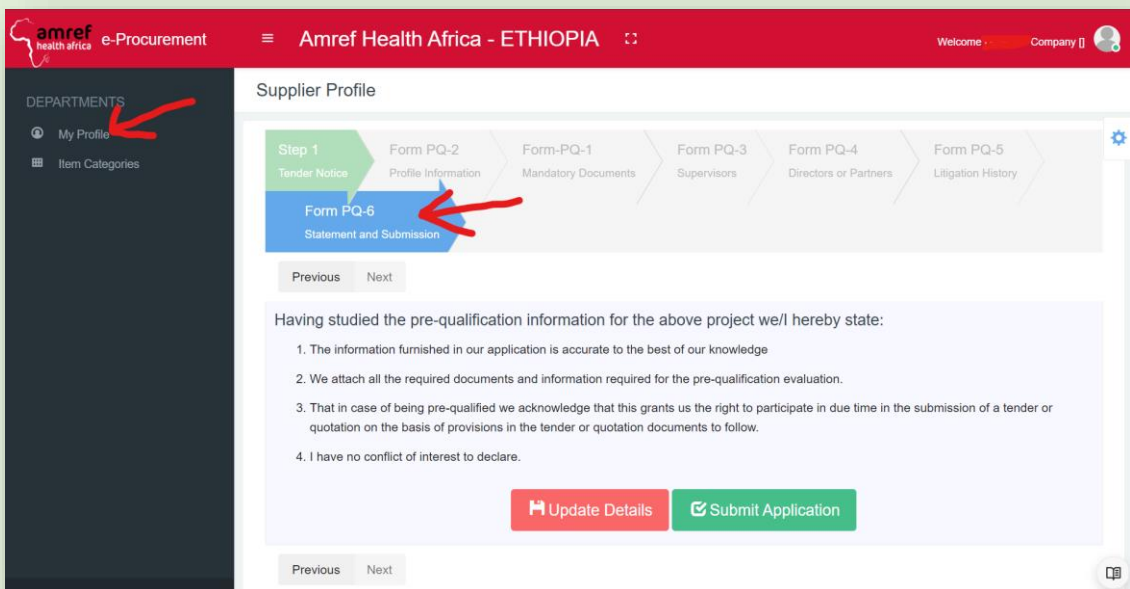 amref
health africa
e-Procurement
Amref Health Africa - ETHIOPIA
Welcome
Company []
DEPARTMENTS
My Profile
Item Categories
Supplier Profile
Step 1
Tender Notice
Form PQ-2
Profile Information
Form-PQ-1
Mandatory Documents
Form PQ-3
Supervisors
Form PQ-4
Directors or Partners
Form PQ-5
Litigation History
Form PQ-6
Statement and Submission
Previous
Next
Having studied the pre-qualification information for the above project we/I hereby state:
1. The information furnished in our application is accurate to the best of our knowledge
2. We attach all the required documents and information required for the pre-qualification evaluation.
3. That in case of being pre-qualified we acknowledge that this grants us the right to participate in due time in the submission of a tender or
quotation on the basis of provisions in the tender or quotation documents to follow.
4. I have no conflict of interest to declare.
Update Details
Submit Application
Previous
Next